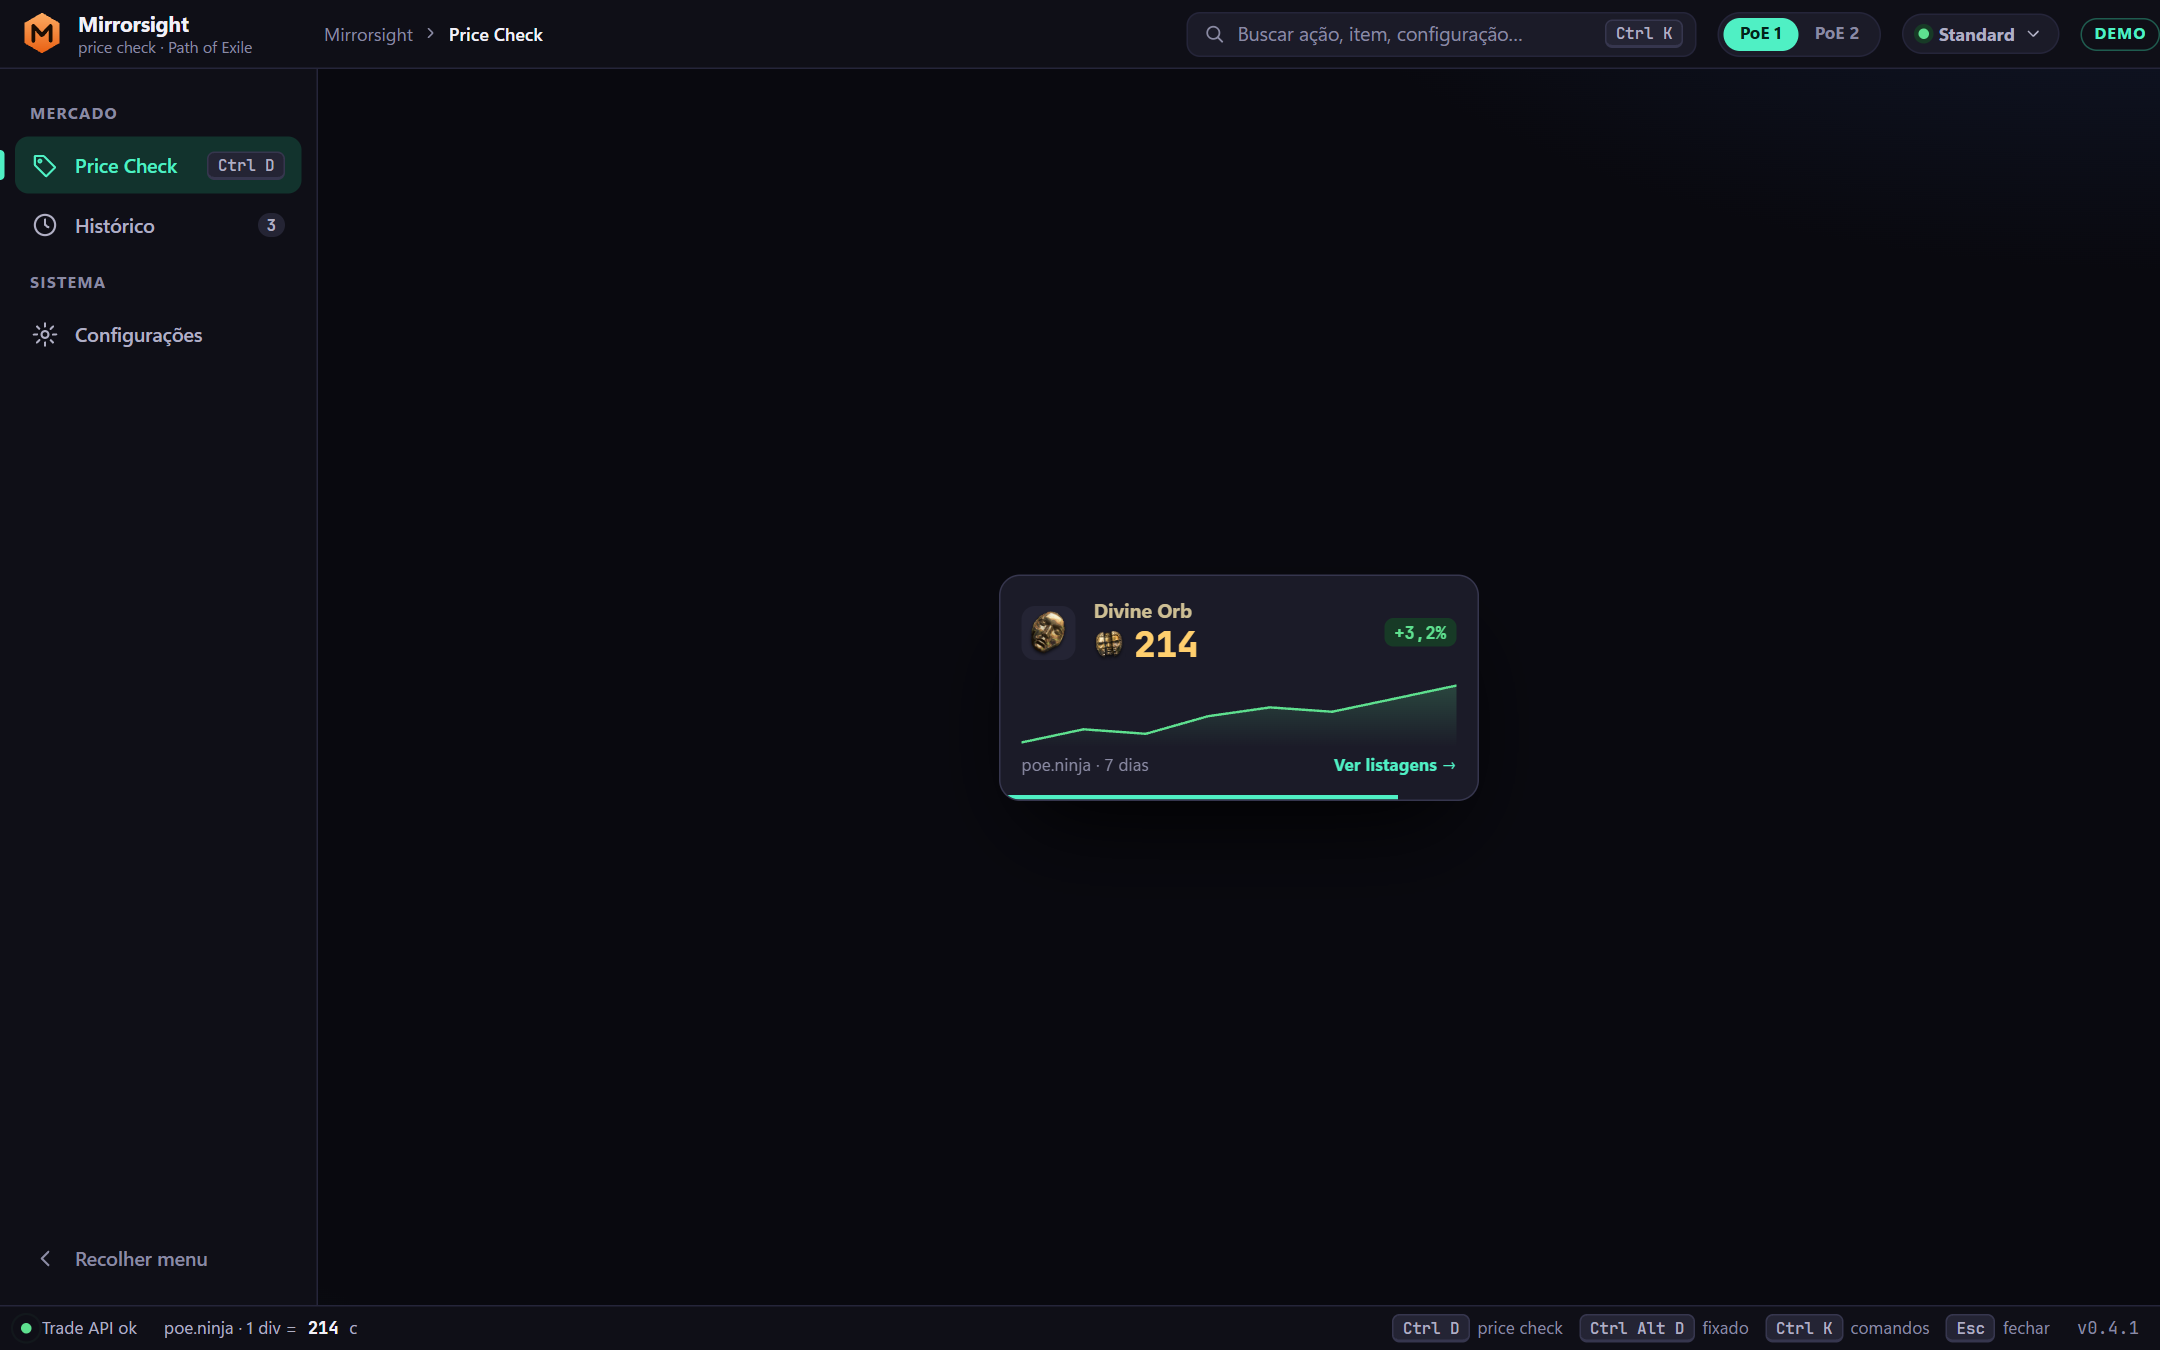 Mirrorsight
price check · Path of Exile
Mirrorsight > Price Check
Buscar ação, item, configuração... Ctrl K
PoE 1 PoE 2
Standard
DEMO
MERCADO
Price Check Ctrl D
Histórico 3
SISTEMA
Configurações
Recolher menu
Divine Orb
214
+3,2%
poe.ninja · 7 dias
Ver listagens →
Trade API ok poe.ninja · 1 div = 214 c
Ctrl D price check Ctrl Alt D fixado Ctrl K comandos Esc fechar v0.4.1